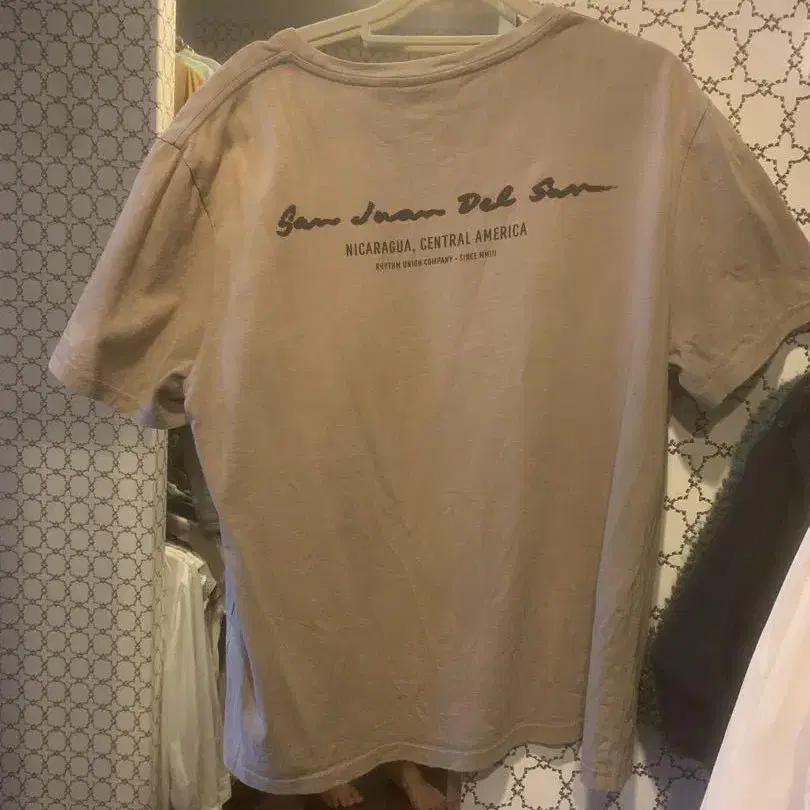 San Juan Del Sur
NICARAGUA, CENTRAL AMERICA
RHYTHM UNION COMPANY - SINCE MMIII